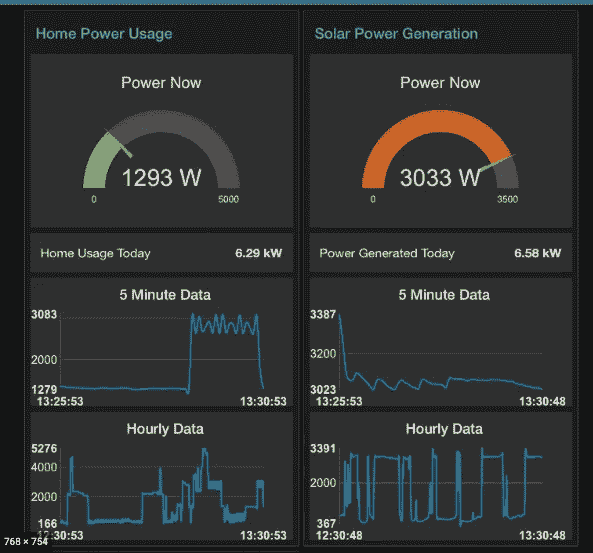 Home Power Usage
Solar Power Generation
Power Now
1293 W
0
5000
Power Now
3033 W
0
3500
Home Usage Today
6.29 kW
Power Generated Today
6.58 kW
5 Minute Data
3083
2000
1279
13:25:53
13:30:53
5 Minute Data
3387
3200
3023
13:25:53
13:30:48
Hourly Data
5276
4000
2000
166
:30:53
13:30:53
Hourly Data
3391
2000
367
12:30:48
13:30:48
768 × 754